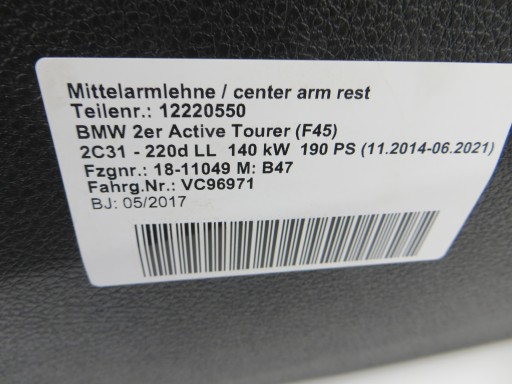 Mittelarmlehne / center arm rest
Teilenr.: 12220550
BMW 2er Active Tourer (F45)
2C31 - 220d LL 140 kW 190 PS (11.2014-06.2021)
Fzgnr.: 18-11049 M: B47
Fahrg.Nr.: VC96971
BJ: 05/2017